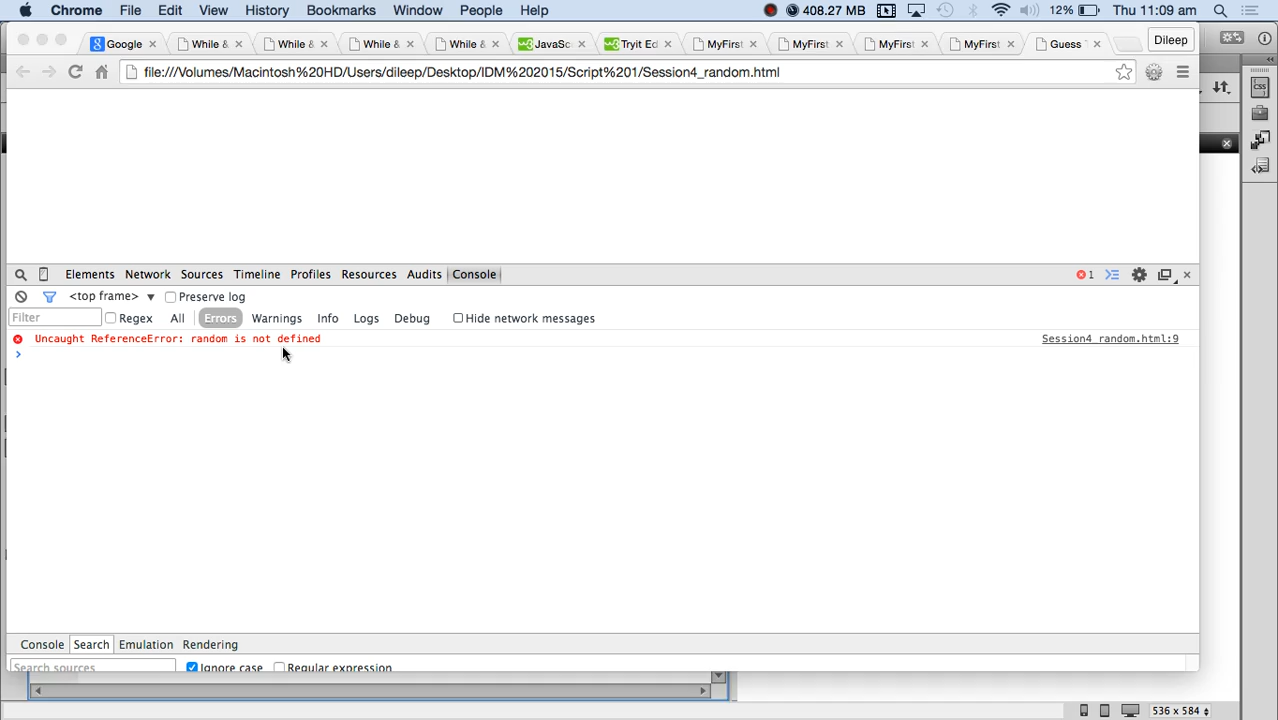 Chrome File Edit View History Bookmarks Window People Help 408.27 MB 12% Thu 11:09 am
Google While & While & While & While & JavaSc Tryit Ed MyFirst MyFirst MyFirst MyFirst Guess T Dileep
file:///Volumes/Macintosh%20HD/Users/dileep/Desktop/IDM%202015/Script%201/Session4_random.html
CSS
Elements Network Sources Timeline Profiles Resources Audits Console 1
<top frame> Preserve log
Filter Regex All Errors Warnings Info Logs Debug Hide network messages
Uncaught ReferenceError: random is not defined Session4_random.html:9
Console Search Emulation Rendering
Search sources Ignore case Regular expression
536 x 584